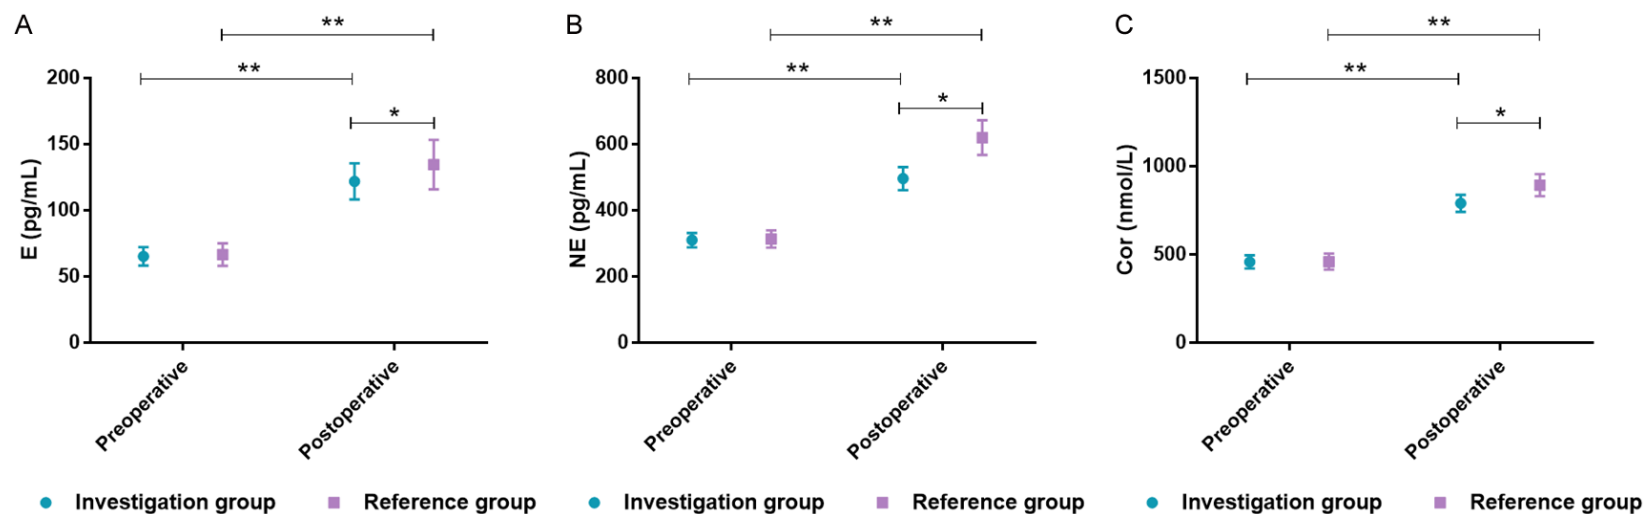 A
**
**
*
E (pg/mL)
200
150
100
50
0
Preoperative
Postoperative
Investigation group
Reference group
B
**
**
*
NE (pg/mL)
800
600
400
200
0
Preoperative
Postoperative
Investigation group
Reference group
C
**
**
*
Cor (nmol/L)
1500
1000
500
0
Preoperative
Postoperative
Investigation group
Reference group